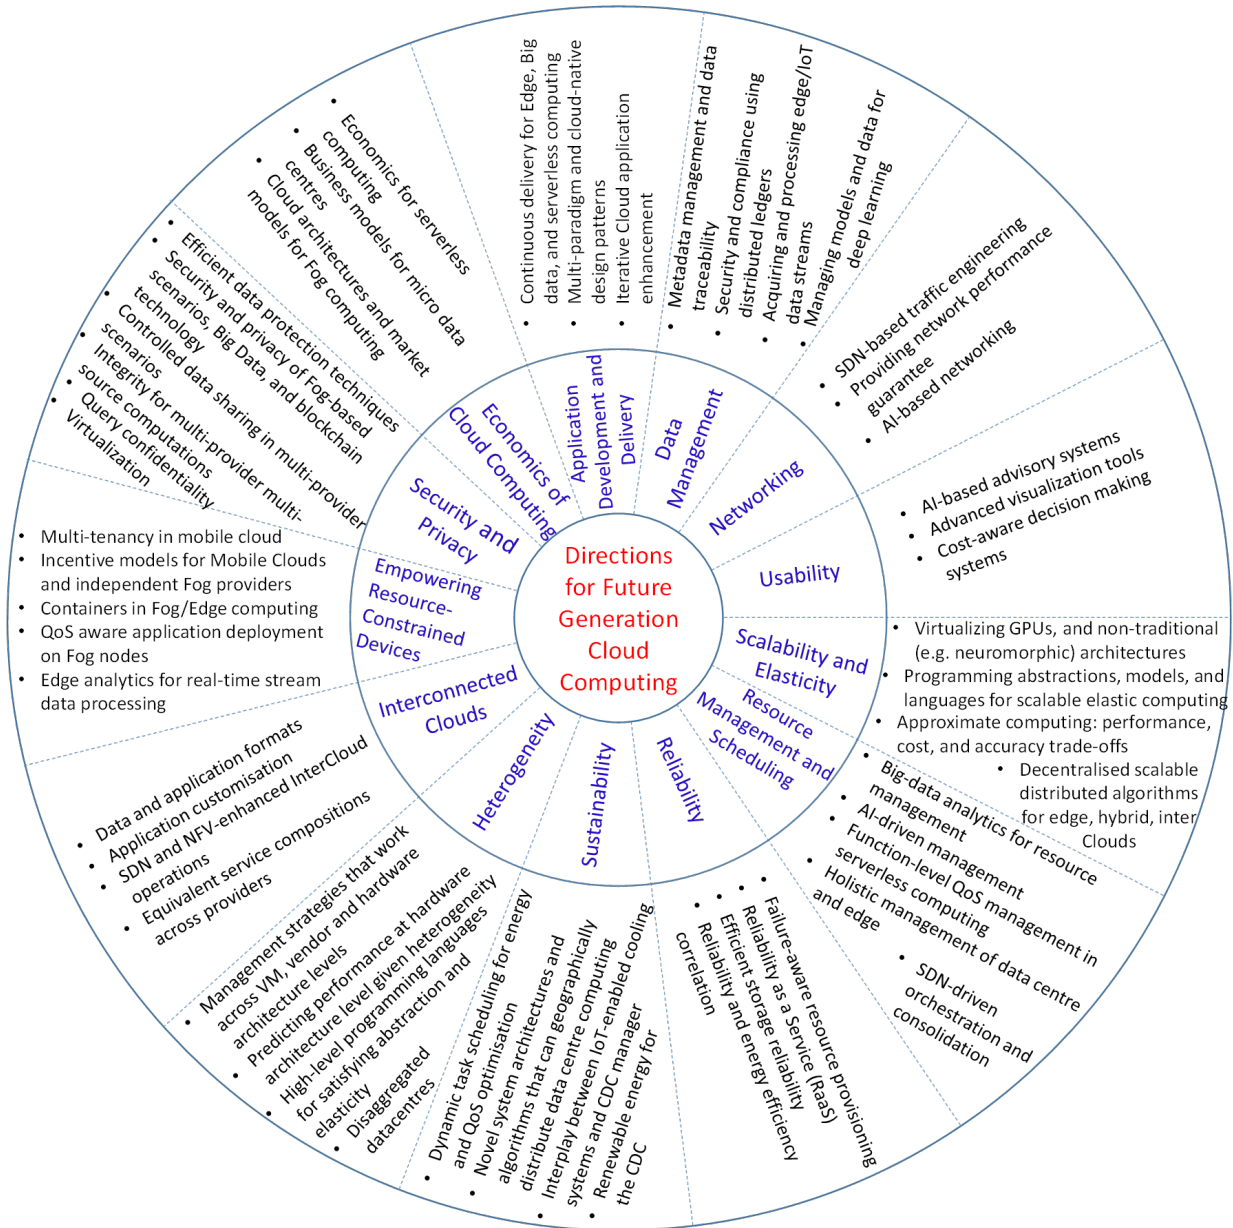 Directions
for Future
Generation
Cloud
Computing
Application
Development and
Delivery
• Continuous delivery for Edge, Big
data, and serverless computing
• Multi-paradigm and cloud-native
design patterns
• Iterative Cloud application
enhancement
Data
Management
• Metadata management and data
traceability
• Security and compliance using
distributed ledgers
• Acquiring and processing edge/IoT
data streams
• Managing models and data for
deep learning
Networking
• SDN-based traffic engineering
• Providing network performance
guarantee
• AI-based networking
Usability
• AI-based advisory systems
• Advanced visualization tools
• Cost-aware decision making
systems
Scalability and
Elasticity
• Virtualizing GPUs, and non-traditional
(e.g. neuromorphic) architectures
• Programming abstractions, models, and
languages for scalable elastic computing
• Approximate computing: performance,
cost, and accuracy trade-offs
• Decentralised scalable
distributed algorithms
for edge, hybrid, inter
Clouds
Resource
Management and
Scheduling
• Big-data analytics for resource
management
• AI-driven management
• Function-level QoS management in
serverless computing
• Holistic management of data centre
and edge
• SDN-driven
orchestration and
consolidation
Reliability
• Failure-aware resource provisioning
• Reliability as a Service (RaaS)
• Efficient storage reliability
• Reliability and energy efficiency
correlation
Sustainability
• Dynamic task scheduling for energy
and QoS optimisation
• Novel system architectures and
algorithms that can geographically
distribute data centre computing
• Interplay between IoT-enabled cooling
systems and CDC manager
• Renewable energy for
the CDC
Heterogeneity
• Management strategies that work
across VM, vendor and hardware
architecture levels
• Predicting performance at hardware
architecture level given heterogeneity
• High-level programming languages
for satisfying abstraction and
elasticity
• Disaggregated
datacentres
Interconnected
Clouds
• Data and application formats
• Application customisation
• SDN and NFV-enhanced InterCloud
operations
• Equivalent service compositions
across providers
Empowering
Resource-
Constrained
Devices
• Multi-tenancy in mobile cloud
• Incentive models for Mobile Clouds
and independent Fog providers
• Containers in Fog/Edge computing
• QoS aware application deployment
on Fog nodes
• Edge analytics for real-time stream
data processing
Security and
Privacy
• Efficient data protection techniques
• Security and privacy of Fog-based
scenarios, Big Data, and blockchain
technology
• Controlled data sharing in multi-provider
scenarios
• Integrity for multi-provider multi-
source computations
• Query confidentiality
• Virtualization
Economics of
Cloud Computing
• Economics for serverless
computing
• Business models for micro data
centres
• Cloud architectures and market
models for Fog computing